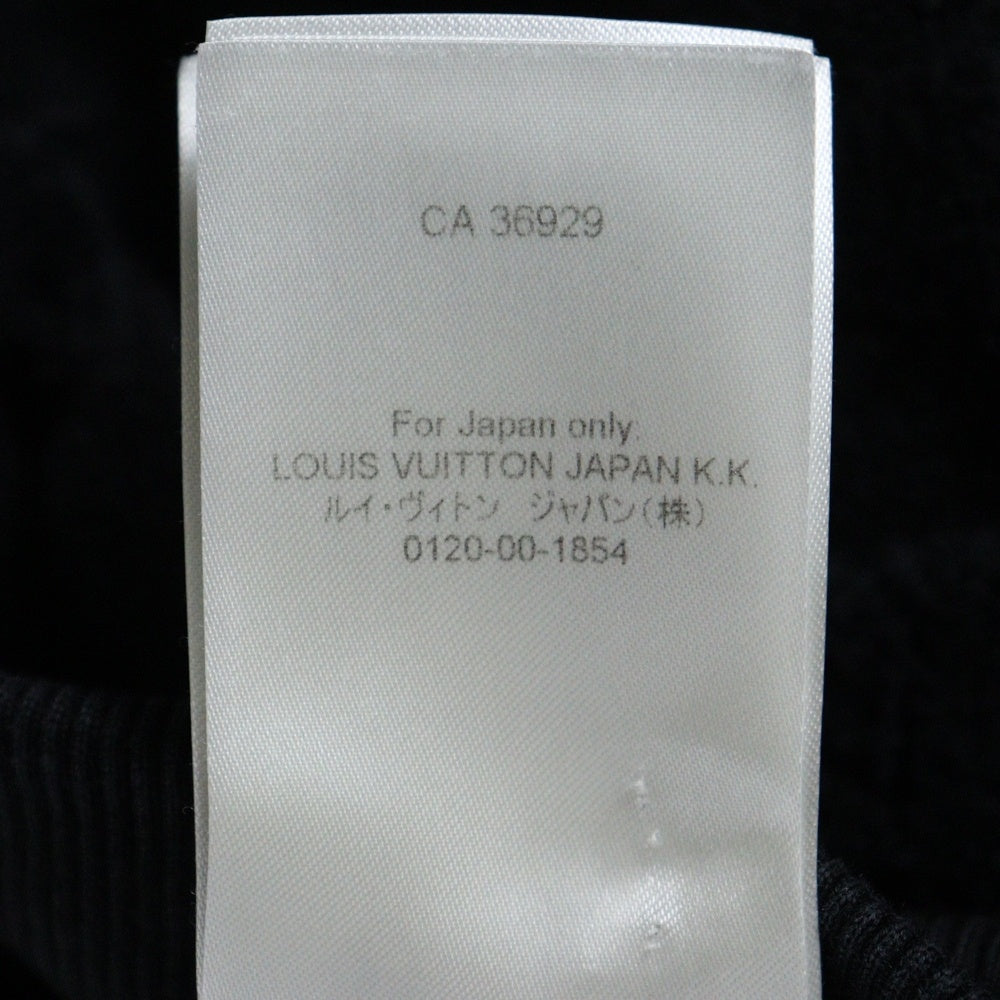 CA 36929
For Japan only.
LOUIS VUITTON JAPAN K.K.
ルイ・ヴィトン　ジャパン(株)
0120-00-1854